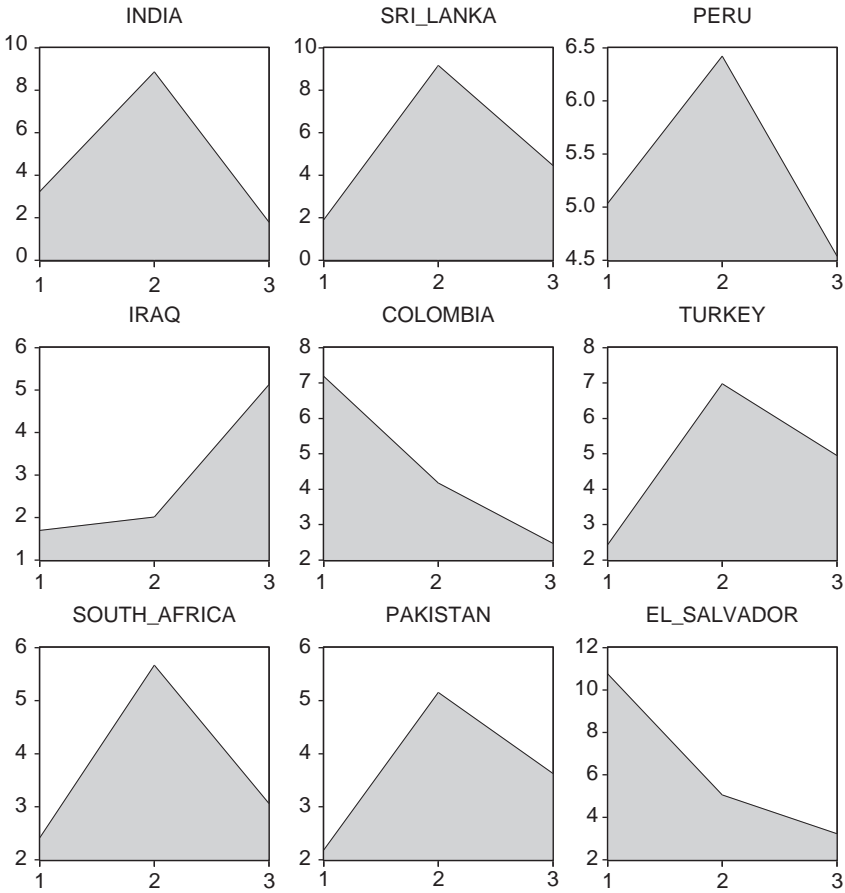 INDIA SRI_LANKA PERU
10 10 6.5
8 8 6.0
6 6 5.5
4 4 5.0
2 2 4.5
0 0
1 2 3 1 2 3 1 2 3
IRAQ COLOMBIA TURKEY
6 8 8
5 7 7
4 6 6
3 5 5
2 4 4
1 3 3
2 2
1 2 3 1 2 3 1 2 3
SOUTH_AFRICA PAKISTAN EL_SALVADOR
6 6 12
5 5 10
4 4 8
3 3 6
2 2 4
2
1 2 3 1 2 3 1 2 3